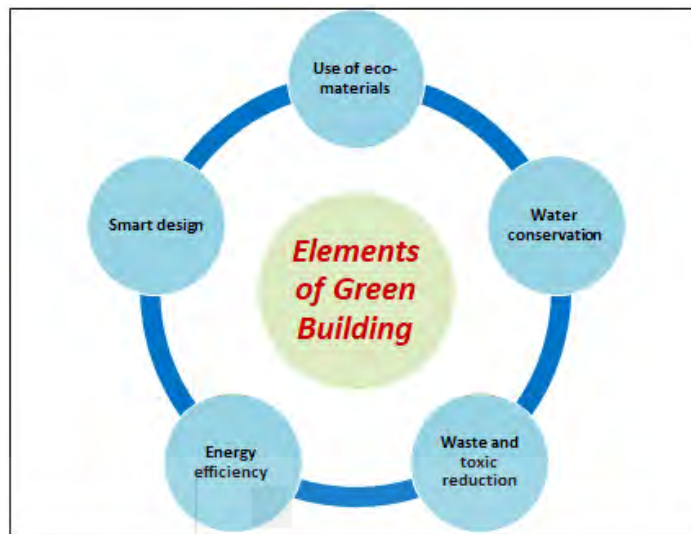 Use of eco-
materials
Smart design
Water
conservation
Elements
of Green
Building
Energy
efficiency
Waste and
toxic
reduction